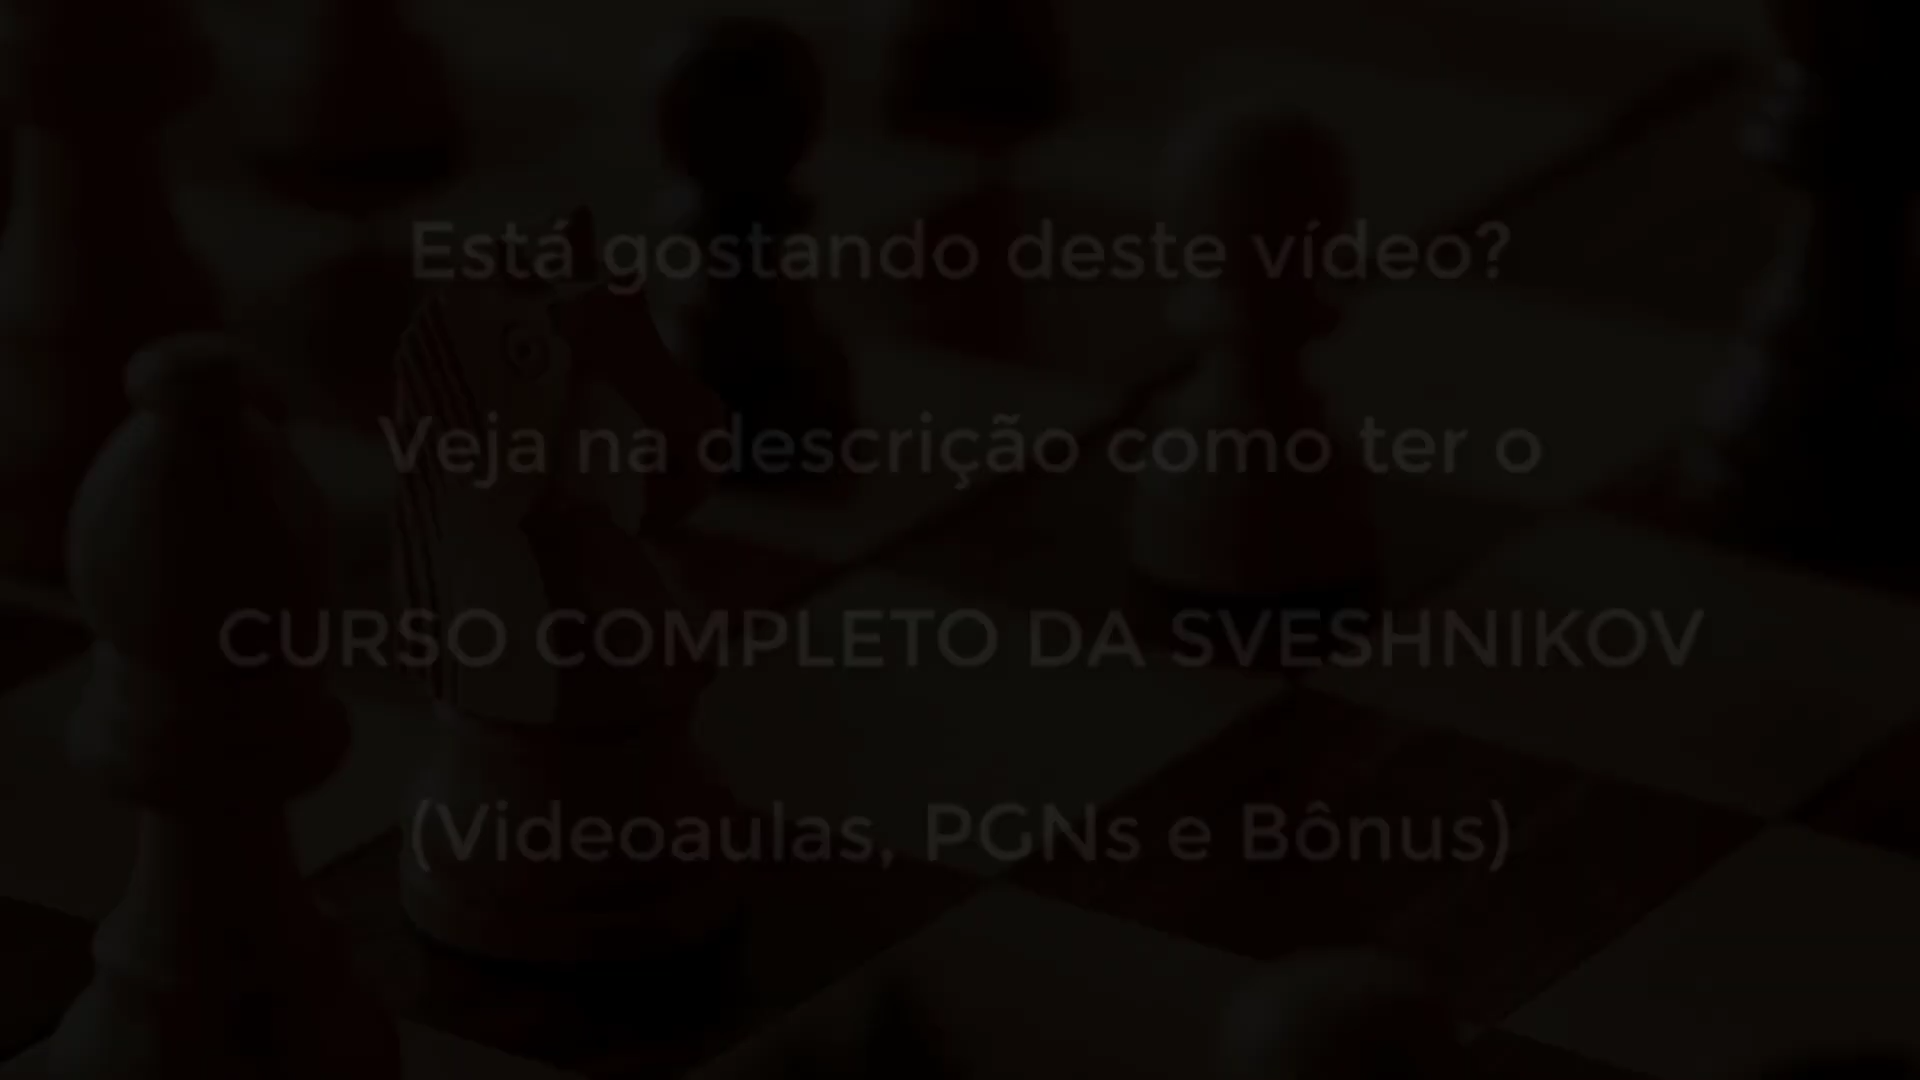 Está gostando deste vídeo?
Veja na descrição como ter o
CURSO COMPLETO DA SVESHNIKOV
(Videoaulas, PGNs e Bônus)